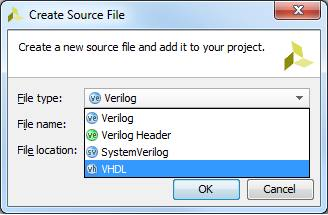 Create Source File
Create a new source file and add it to your project.
File type: Verilog
File name: Verilog
Verilog Header
File location: SystemVerilog
VHDL
OK Cancel